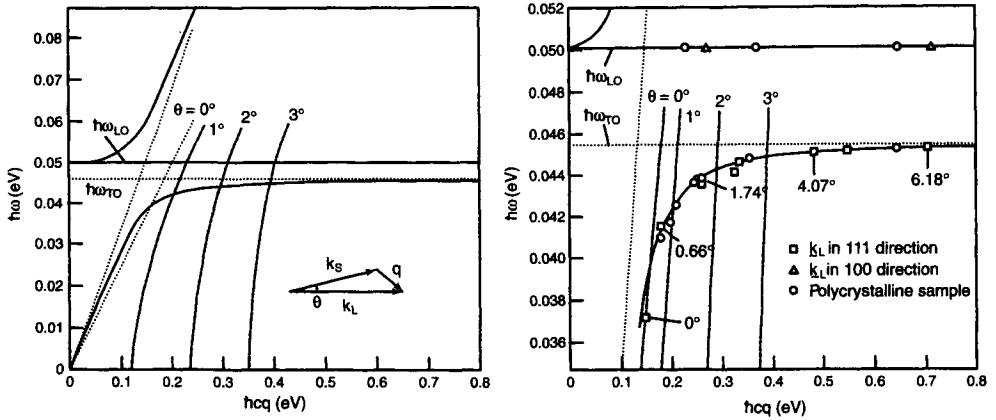 0.08
0.07
0.06
0.05
0.04
0.03
0.02
0.01
0
ħω (eV)
ħω_LO
ħω_TO
θ = 0°
1°
2°
3°
k_S
q
θ
k_L
0 0.1 0.2 0.3 0.4 0.5 0.6 0.7 0.8
ħcq (eV)
0.052
0.050
0.048
0.046
0.044
0.042
0.040
0.038
0.036
ħω (eV)
ħω_LO
ħω_TO
θ = 0°
1°
2°
3°
1.74°
4.07°
6.18°
0.66°
0°
k_L in 111 direction
k_L in 100 direction
Polycrystalline sample
0 0.1 0.2 0.3 0.4 0.5 0.6 0.7 0.8
ħcq (eV)